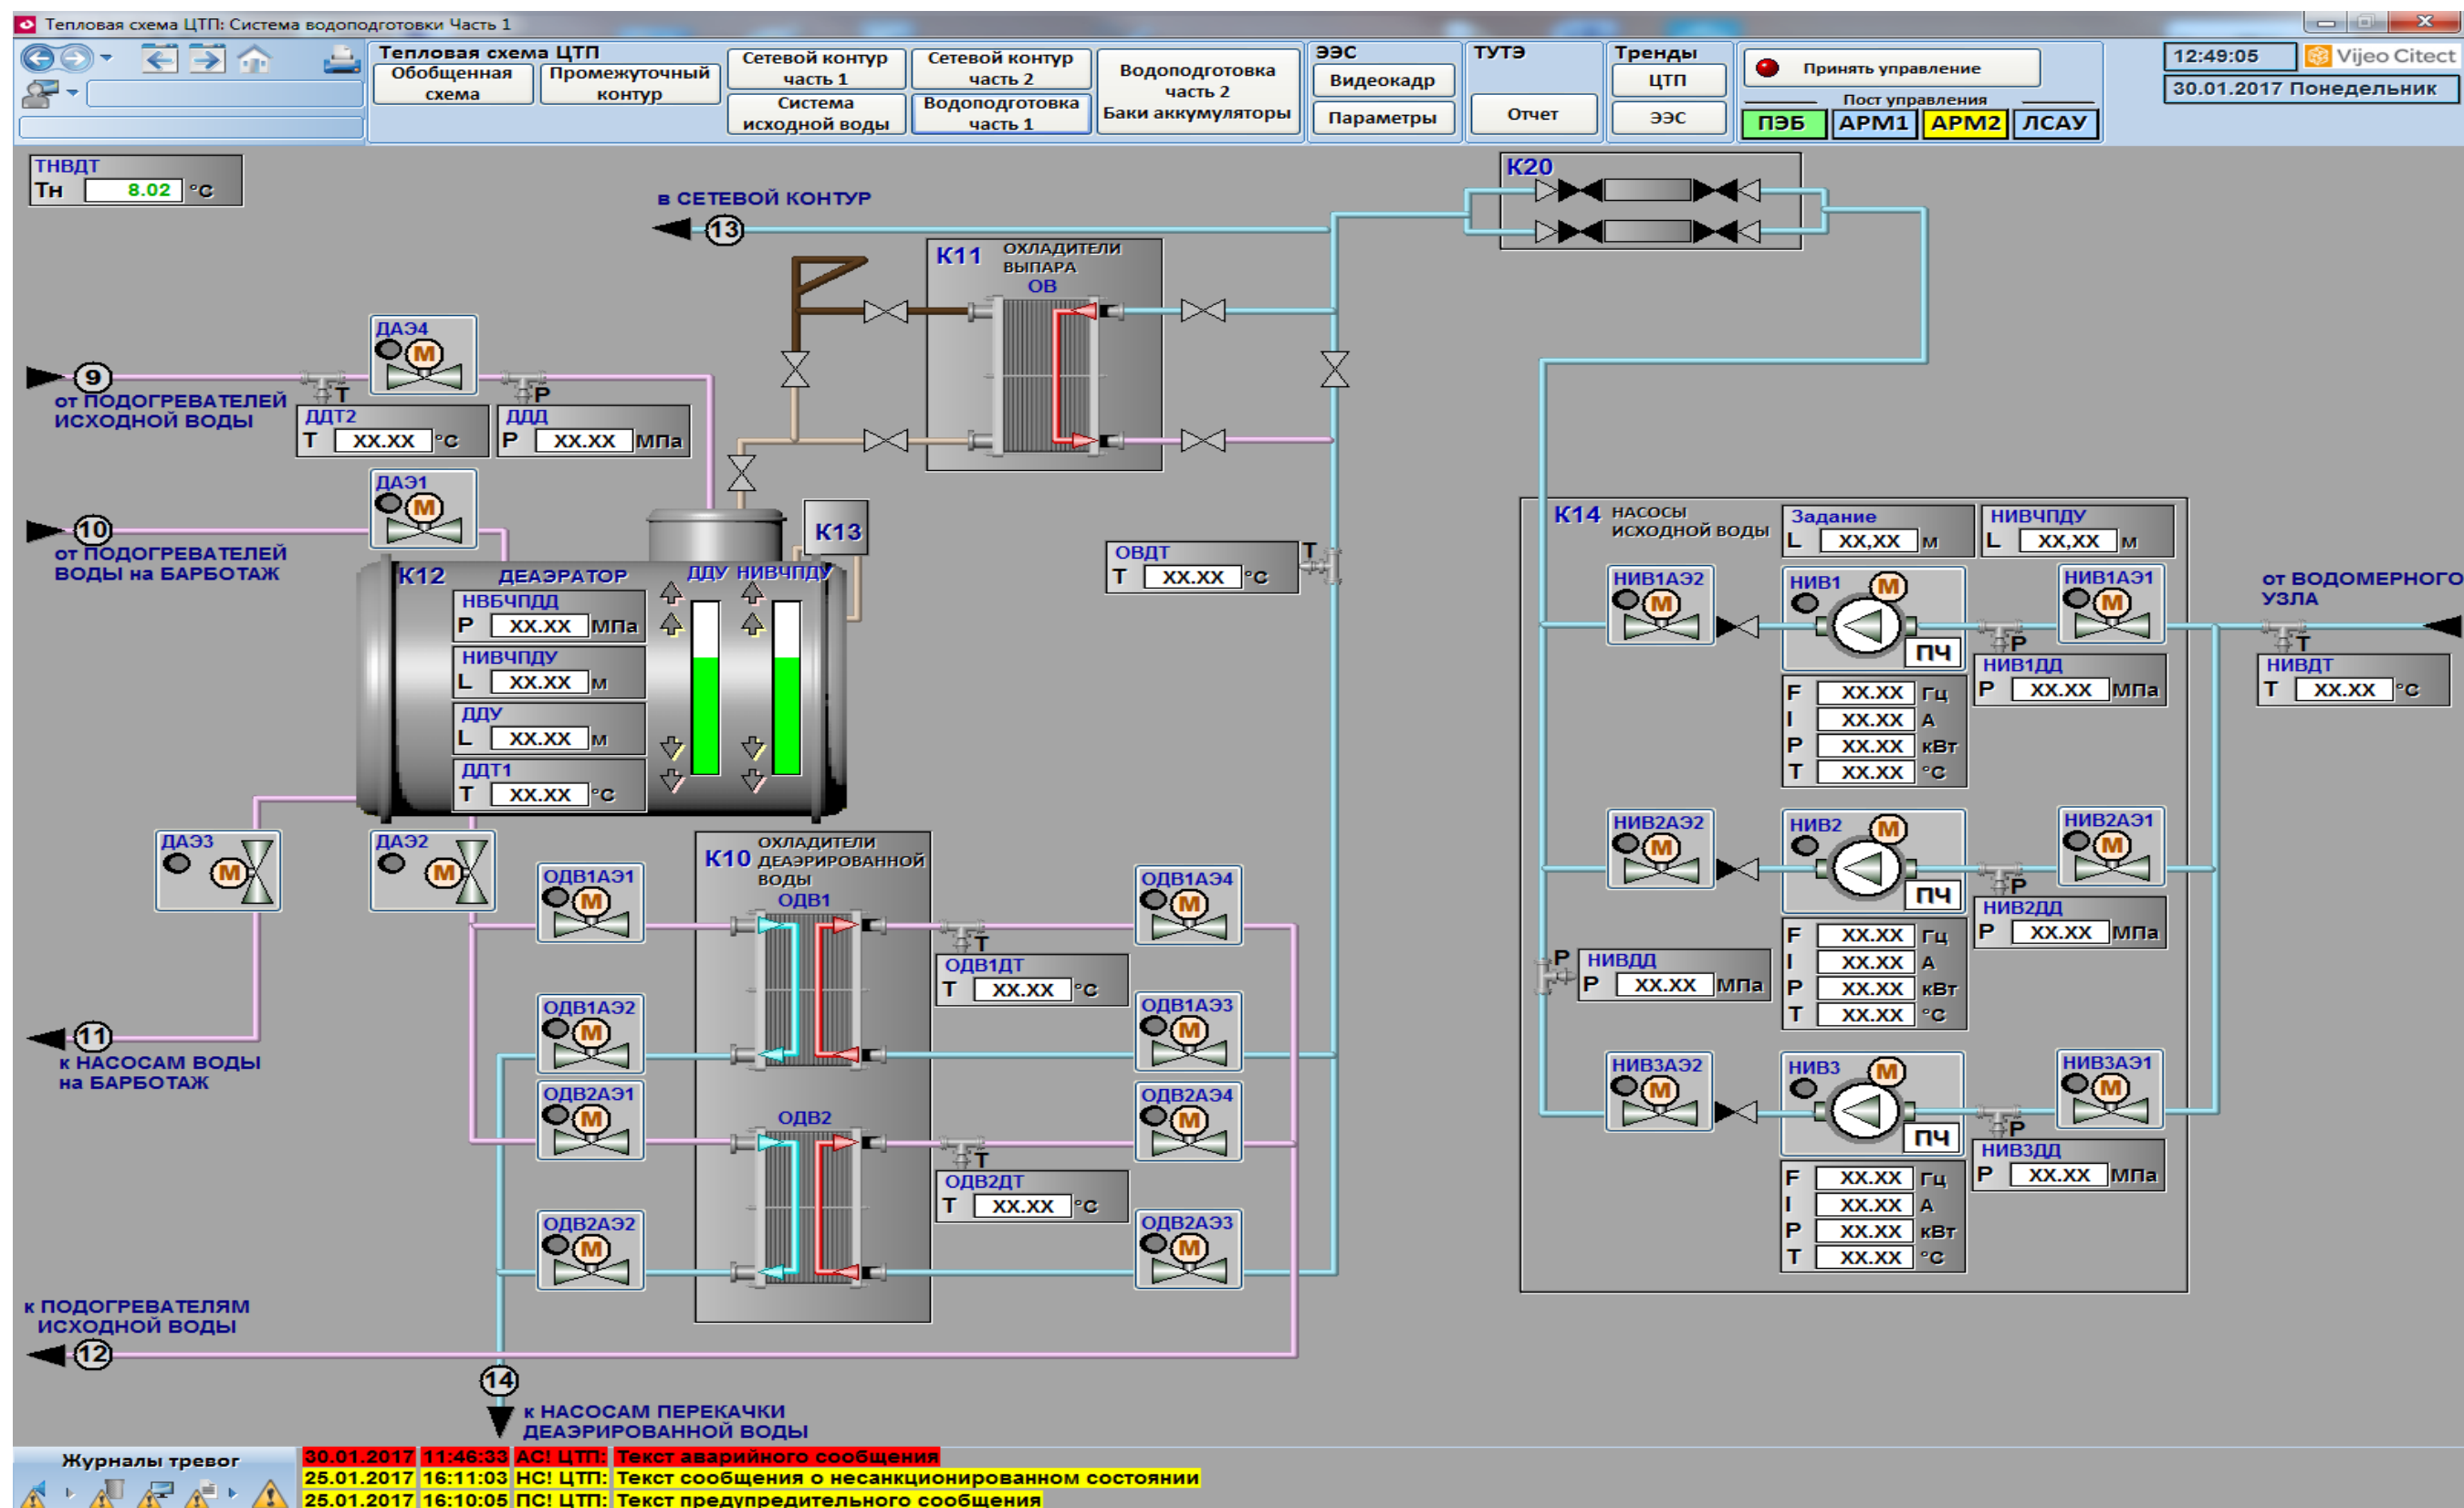 Тепловая схема ЦТП: Система водоподготовки Часть 1
Тепловая схема ЦТП
Обобщенная
схема
Промежуточный
контур
Сетевой контур
часть 1
Сетевой контур
часть 2
Система
исходной воды
Водоподготовка
часть 1
Водоподготовка
часть 2
Баки аккумуляторы
ЭЭС
Видеокадр
Параметры
ТУТЭ
Отчет
Тренды
ЦТП
ЭЭС
Принять управление
Пост управления
ПЭБ АРМ1 АРМ2 ЛСАУ
12:49:05
Vijeo Citect
30.01.2017 Понедельник
ТНВДТ
Тн 8.02 °С
в СЕТЕВОЙ КОНТУР
13
К20
К11 ОХЛАДИТЕЛИ
ВЫПАРА
ОВ
ДАЭ4
М
9
от ПОДОГРЕВАТЕЛЕЙ
ИСХОДНОЙ ВОДЫ
Т
ДДТ2
Т XX.XX °С
Р
ДДД
Р XX.XX МПа
ДАЭ1
М
10
от ПОДОГРЕВАТЕЛЕЙ
ВОДЫ на БАРБОТАЖ
К13
К12 ДЕАЭРАТОР ДДУ НИВЧПДУ
НВБЧПДД
Р XX.XX МПа
НИВЧПДУ
L XX.XX м
ДДУ
L XX.XX м
ДДТ1
Т XX.XX °С
ОВДТ
Т XX.XX °С
Т
К14 НАСОСЫ
ИСХОДНОЙ ВОДЫ
Задание
L XX,XX м
НИВЧПДУ
L XX,XX м
НИВ1АЭ2
М
НИВ1
М
ПЧ
НИВ1АЭ1
М
Р
НИВ1ДД
Р XX.XX МПа
F XX.XX Гц
I XX.XX А
Р XX.XX кВт
Т XX.XX °С
от ВОДОМЕРНОГО
УЗЛА
Т
НИВДТ
Т XX.XX °С
НИВ2АЭ2
М
НИВ2
М
ПЧ
НИВ2АЭ1
М
Р
НИВ2ДД
Р XX.XX МПа
F XX.XX Гц
I XX.XX А
Р XX.XX кВт
Т XX.XX °С
Р
НИВДД
Р XX.XX МПа
НИВ3АЭ2
М
НИВ3
М
ПЧ
НИВ3АЭ1
М
Р
НИВ3ДД
Р XX.XX МПа
F XX.XX Гц
I XX.XX А
Р XX.XX кВт
Т XX.XX °С
ДАЭ3
М
ДАЭ2
М
К10 ОХЛАДИТЕЛИ
ДЕАЭРИРОВАННОЙ
ВОДЫ
ОДВ1
ОДВ1АЭ1
М
ОДВ1АЭ4
М
Т
ОДВ1ДТ
Т XX.XX °С
ОДВ1АЭ2
М
ОДВ1АЭ3
М
11
к НАСОСАМ ВОДЫ
на БАРБОТАЖ
ОДВ2АЭ1
М
ОДВ2
ОДВ2АЭ4
М
Т
ОДВ2ДТ
Т XX.XX °С
ОДВ2АЭ2
М
ОДВ2АЭ3
М
к ПОДОГРЕВАТЕЛЯМ
ИСХОДНОЙ ВОДЫ
12
14
к НАСОСАМ ПЕРЕКАЧКИ
ДЕАЭРИРОВАННОЙ ВОДЫ
Журналы тревог
30.01.2017 11:46:33 АС! ЦТП: Текст аварийного сообщения
25.01.2017 16:11:03 НС! ЦТП: Текст сообщения о несанкционированном состоянии
25.01.2017 16:10:05 ПС! ЦТП: Текст предупредительного сообщения